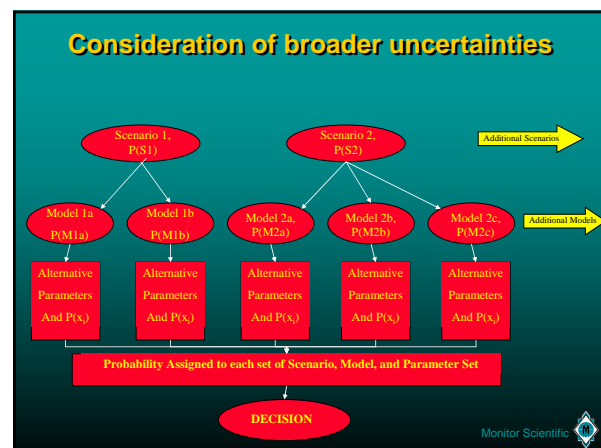 Consideration of broader uncertainties
Scenario 1,
P(S1)
Scenario 2,
P(S2)
Additional Scenarios
Model 1a
P(M1a)
Model 1b
P(M1b)
Model 2a,
P(M2a)
Model 2b,
P(M2b)
Model 2c,
P(M2c)
Additional Models
Alternative
Parameters
And P(xi)
Alternative
Parameters
And P(xi)
Alternative
Parameters
And P(xi)
Alternative
Parameters
And P(xi)
Alternative
Parameters
And P(xi)
Probability Assigned to each set of Scenario, Model, and Parameter Set
DECISION
Monitor Scientific